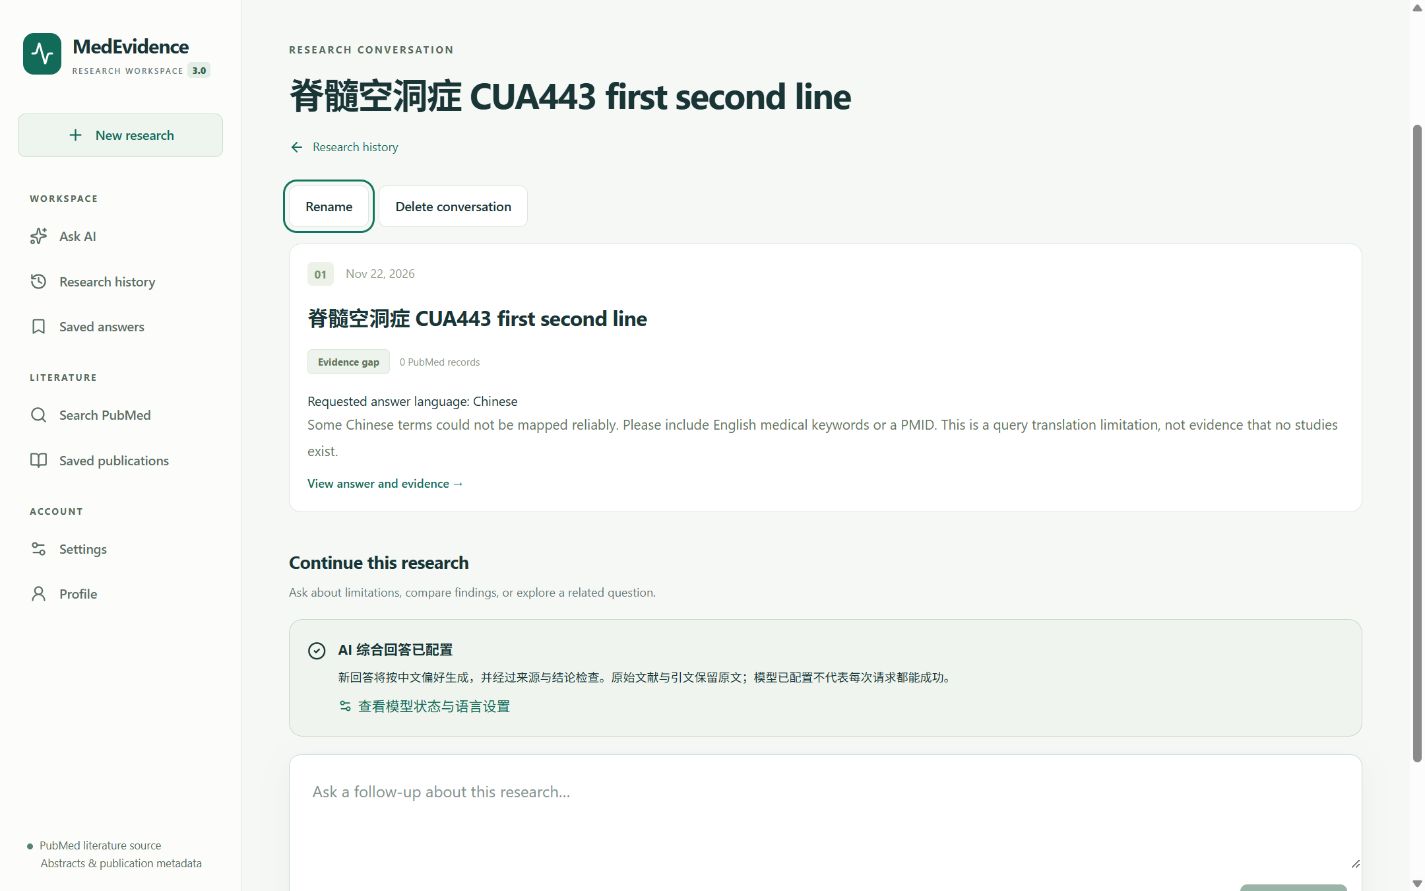 MedEvidence
RESEARCH WORKSPACE 3.0
New research
WORKSPACE
Ask AI
Research history
Saved answers
LITERATURE
Search PubMed
Saved publications
ACCOUNT
Settings
Profile
PubMed literature source
Abstracts & publication metadata
RESEARCH CONVERSATION
脊髓空洞症 CUA443 first second line
← Research history
Rename
Delete conversation
01 Nov 22, 2026
脊髓空洞症 CUA443 first second line
Evidence gap 0 PubMed records
Requested answer language: Chinese
Some Chinese terms could not be mapped reliably. Please include English medical keywords or a PMID. This is a query translation limitation, not evidence that no studies
exist.
View answer and evidence →
Continue this research
Ask about limitations, compare findings, or explore a related question.
AI 综合回答已配置
新回答将按中文偏好生成，并经过来源与结论检查。原始文献与引文保留原文；模型已配置不代表每次请求都能成功。
查看模型状态与语言设置
Ask a follow-up about this research...